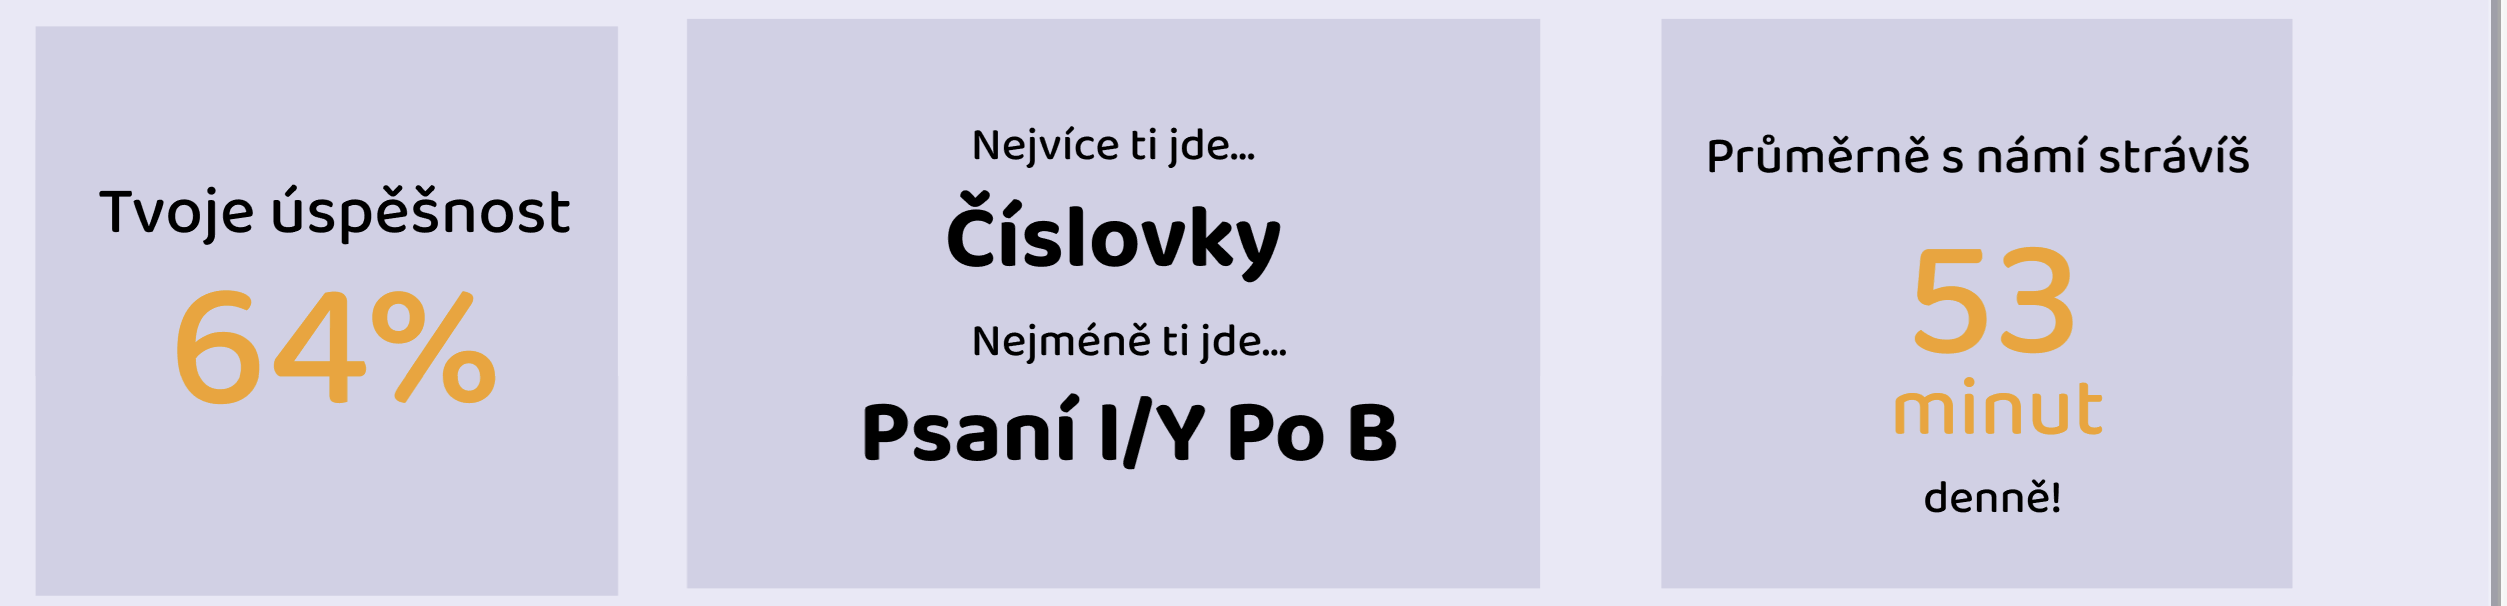 Tvoje úspěšnost
64%
Nejvíce ti jde...
Číslovky
Nejméně ti jde...
Psaní I/Y Po B
Průměrně s námi strávíš
53
minut
denně!